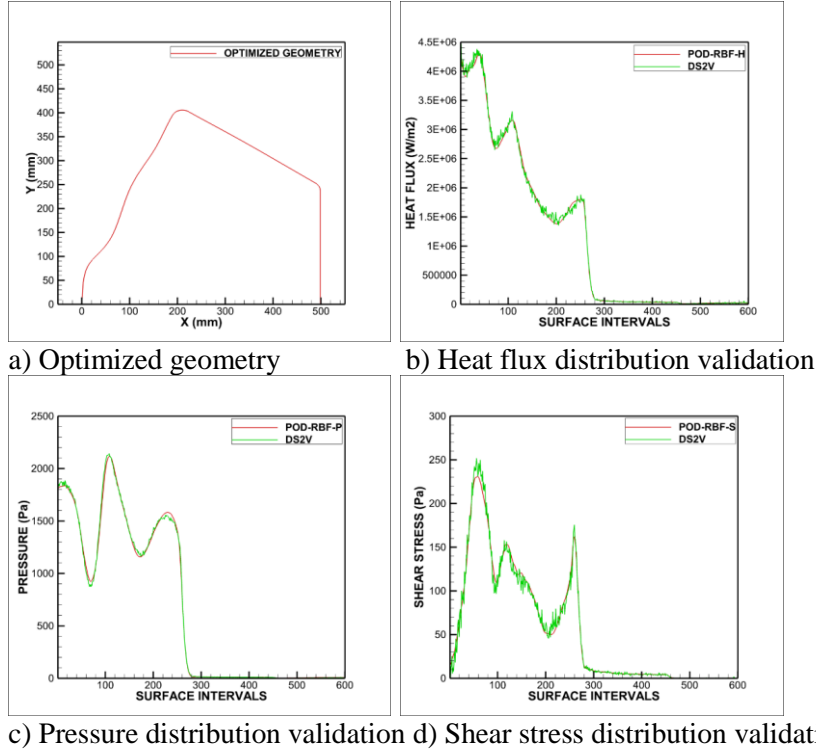 OPTIMIZED GEOMETRY
500
450
400
350
300
250
200
150
100
50
0
Y (mm)
0 100 200 300 400 500
X (mm)
4.5E+06
4E+06
3.5E+06
3E+06
2.5E+06
2E+06
1.5E+06
1E+06
500000
HEAT FLUX (W/m2)
POD-RBF-H
DS2V
100 200 300 400 500 600
SURFACE INTERVALS
a) Optimized geometry
b) Heat flux distribution validation
2500
2000
1500
1000
500
0
PRESSURE (Pa)
POD-RBF-P
DS2V
100 200 300 400 500 600
SURFACE INTERVALS
300
250
200
150
100
50
0
SHEAR STRESS (Pa)
POD-RBF-S
DS2V
100 200 300 400 500 600
SURFACE INTERVALS
c) Pressure distribution validation
d) Shear stress distribution validat